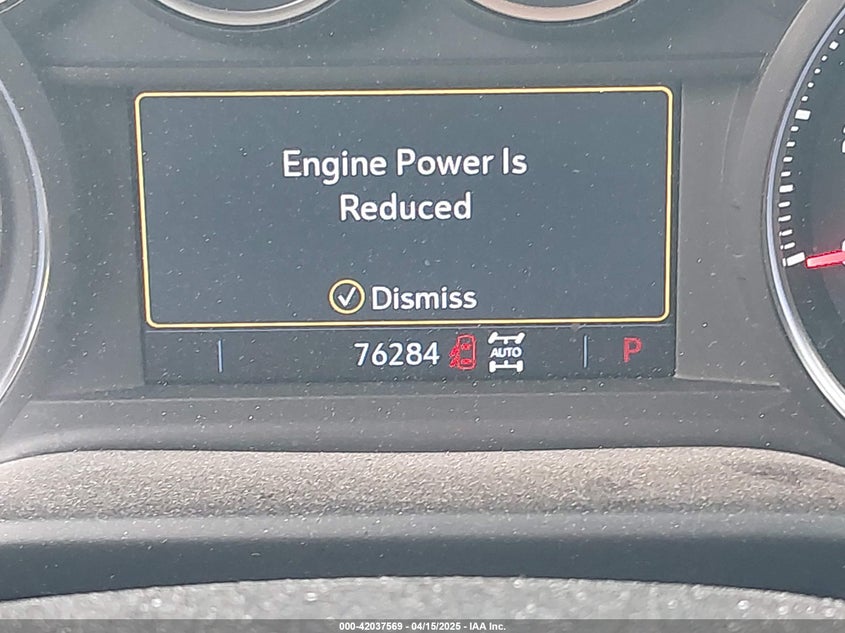 Engine Power Is
Reduced
Dismiss
76284 AUTO P
000-42037569 - 04/15/2025 - IAA Inc.